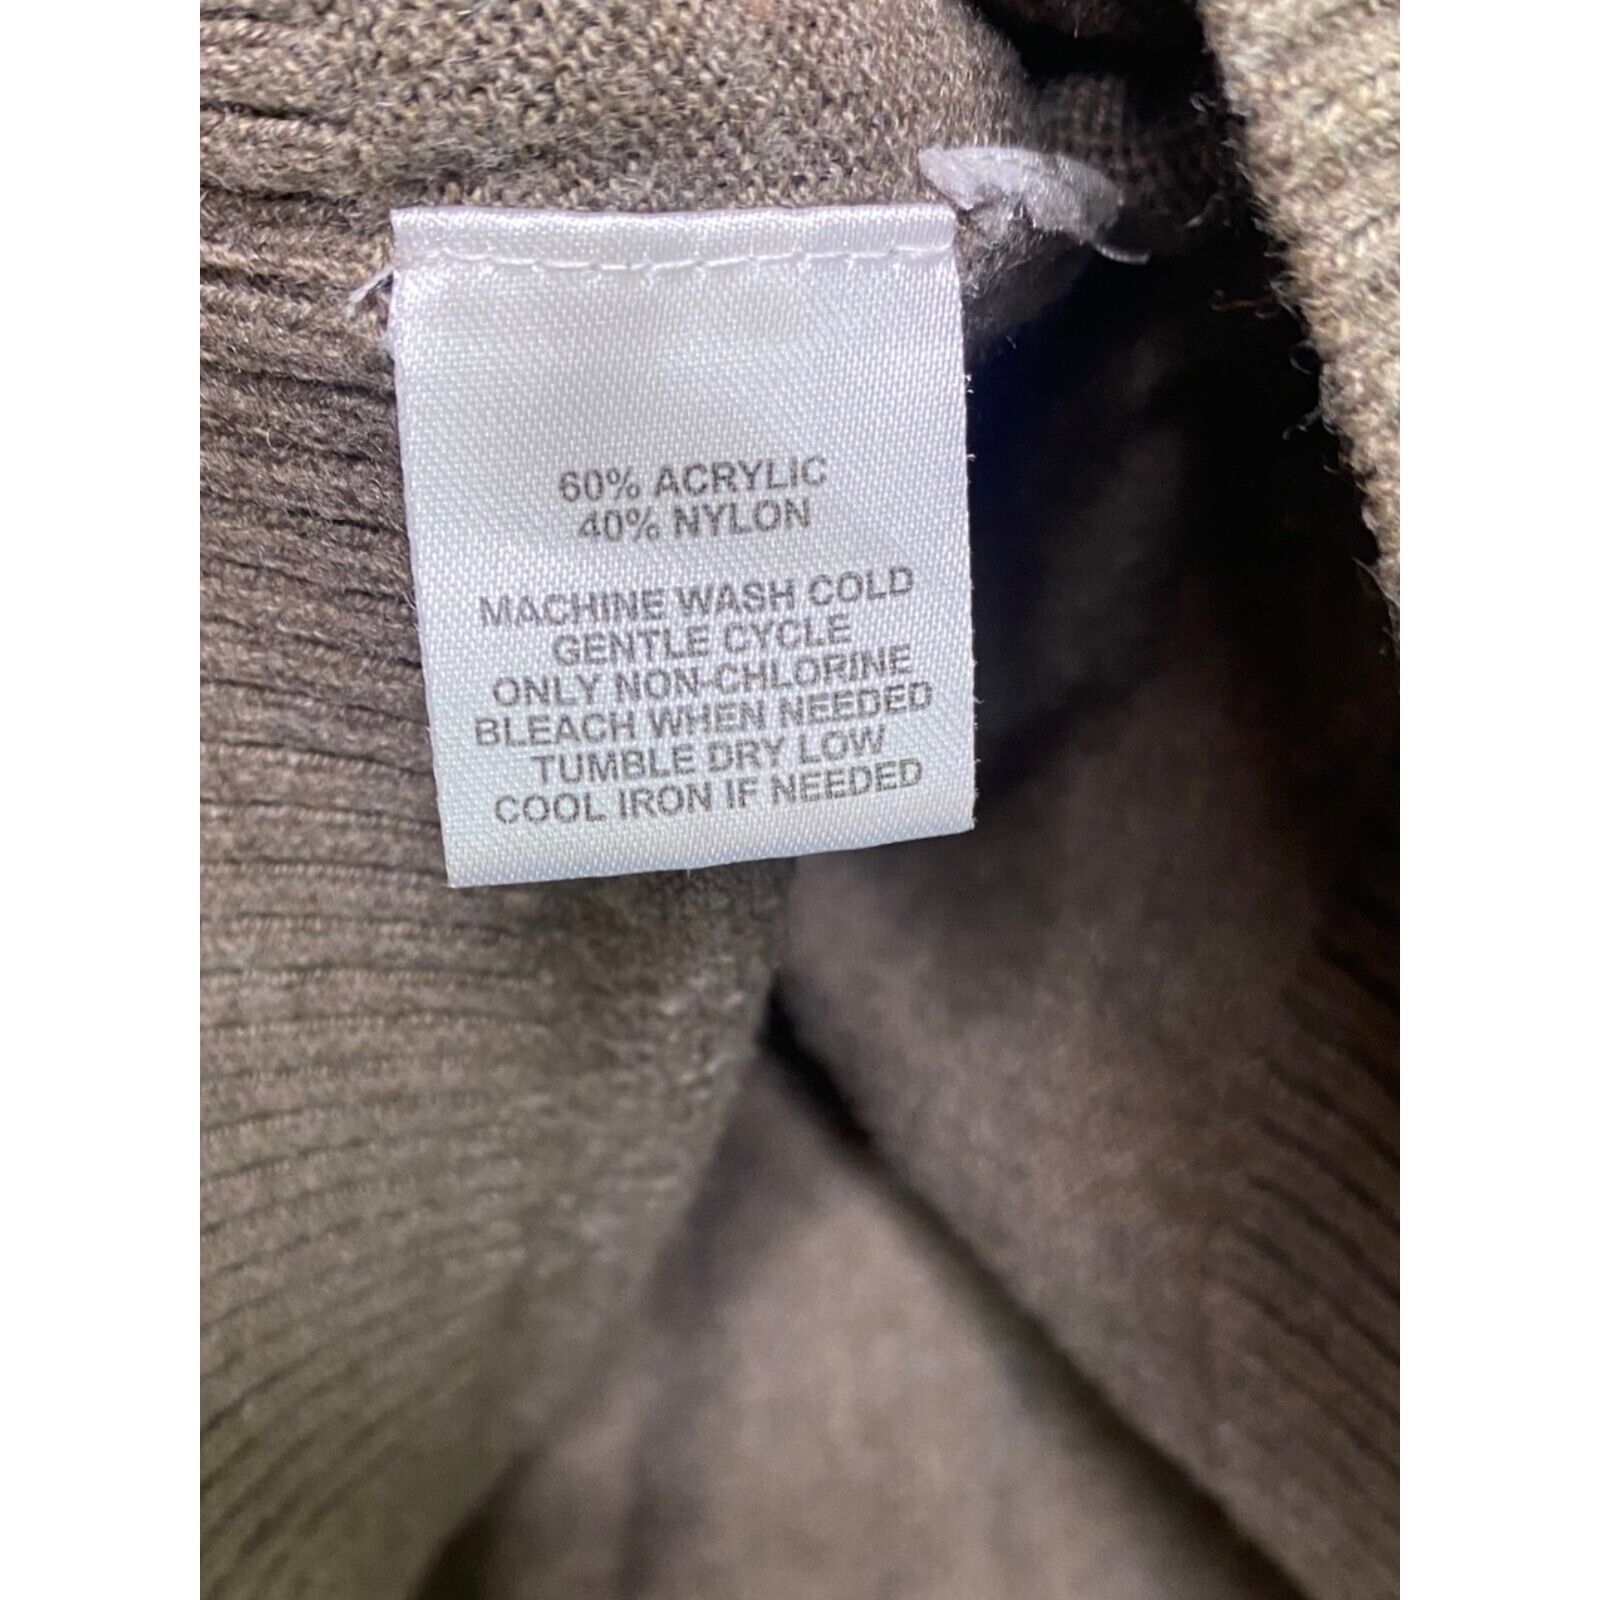 60% ACRYLIC
40% NYLON
MACHINE WASH COLD
GENTLE CYCLE
ONLY NON-CHLORINE
BLEACH WHEN NEEDED
TUMBLE DRY LOW
COOL IRON IF NEEDED